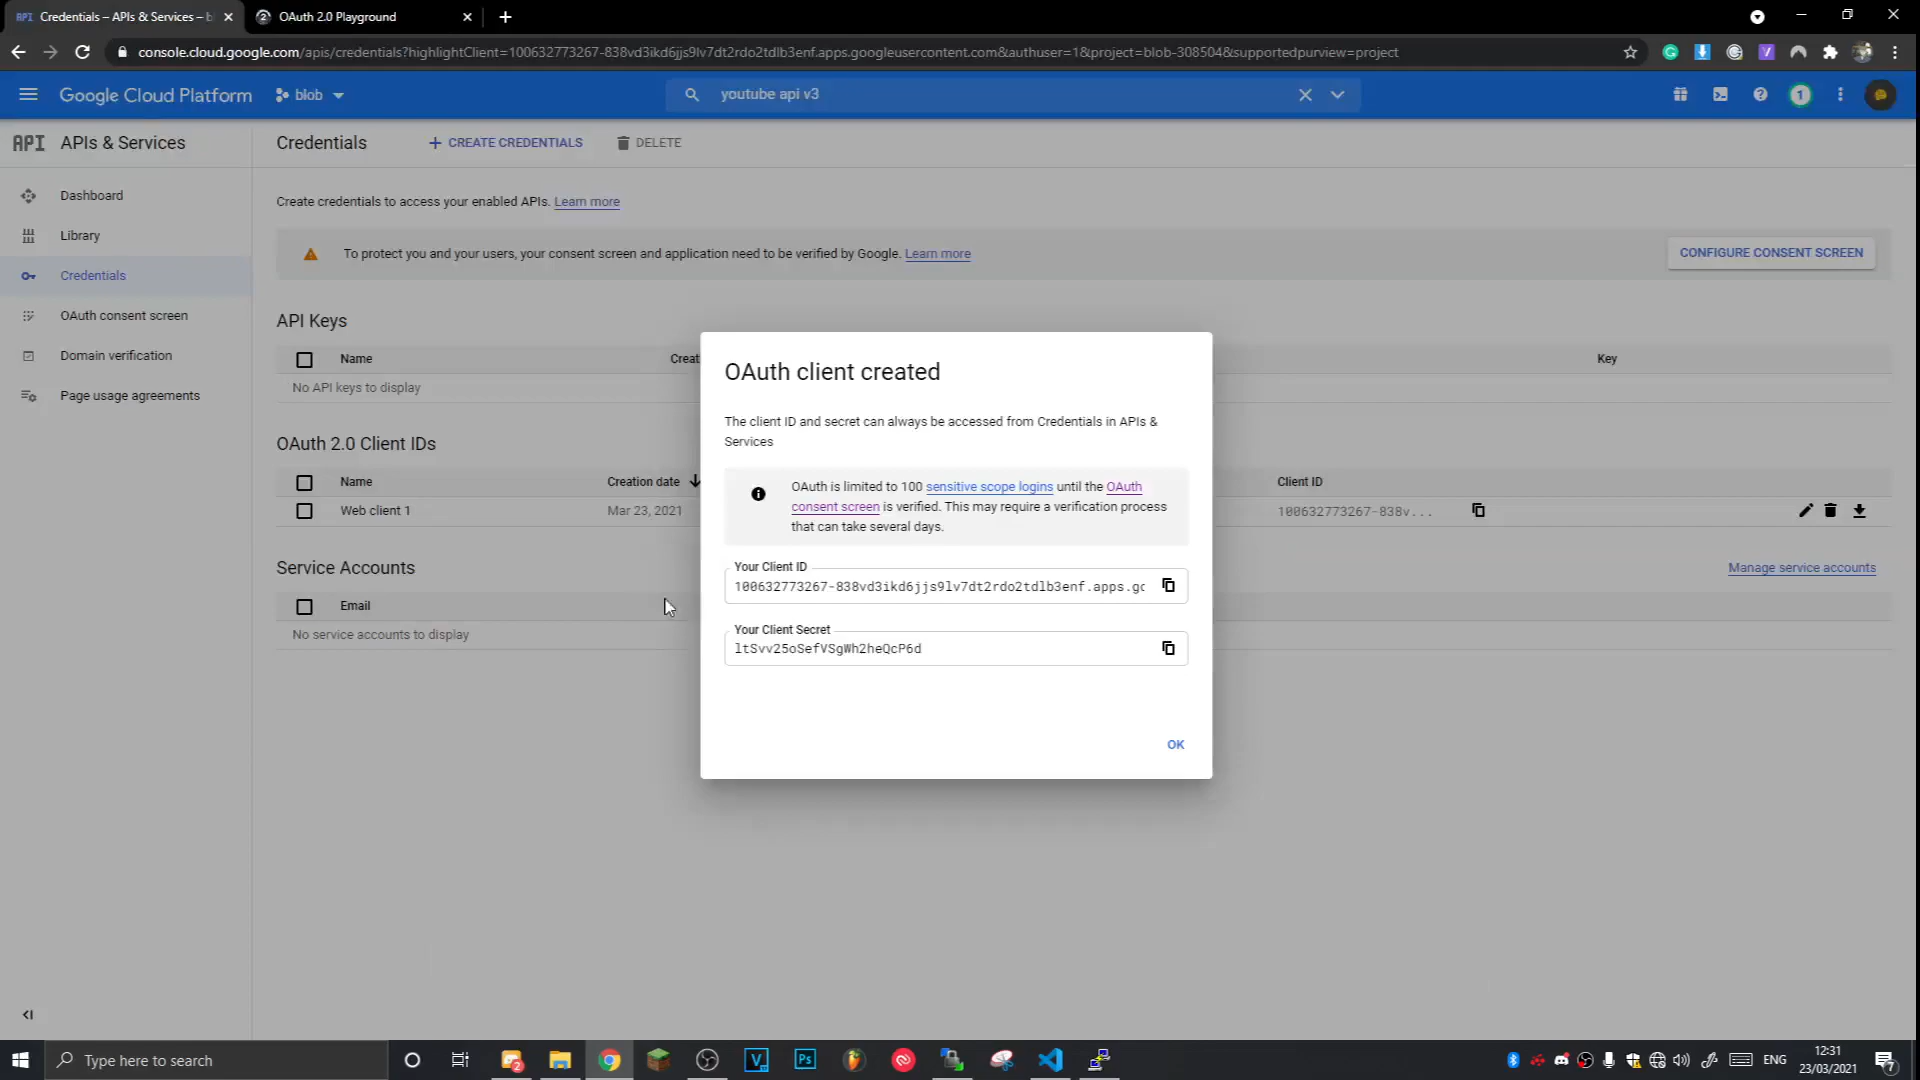 Credentials – APIs & Services – b
OAuth 2.0 Playground
console.cloud.google.com/apis/credentials?highlightClient=100632773267-838vd3ikd6jjs9lv7dt2rdo2tdlb3enf.apps.googleusercontent.com&authuser=1&project=blob-308504&supportedpurview=project
Google Cloud Platform
blob
youtube api v3
1
API
APIs & Services
Credentials
CREATE CREDENTIALS
DELETE
Dashboard
Library
Credentials
OAuth consent screen
Domain verification
Page usage agreements
Create credentials to access your enabled APIs. Learn more
To protect you and your users, your consent screen and application need to be verified by Google. Learn more
CONFIGURE CONSENT SCREEN
API Keys
Name
Creat
Key
No API keys to display
OAuth 2.0 Client IDs
Name
Creation date
Client ID
Web client 1
Mar 23, 2021
100632773267-838v...
Service Accounts
Manage service accounts
Email
No service accounts to display
OAuth client created
The client ID and secret can always be accessed from Credentials in APIs &
Services
OAuth is limited to 100 sensitive scope logins until the OAuth
consent screen is verified. This may require a verification process
that can take several days.
Your Client ID
100632773267-838vd3ikd6jjs9lv7dt2rdo2tdlb3enf.apps.gc
Your Client Secret
ltSvv25oSefVSgWh2heQcP6d
OK
Type here to search
ENG
12:31
23/03/2021